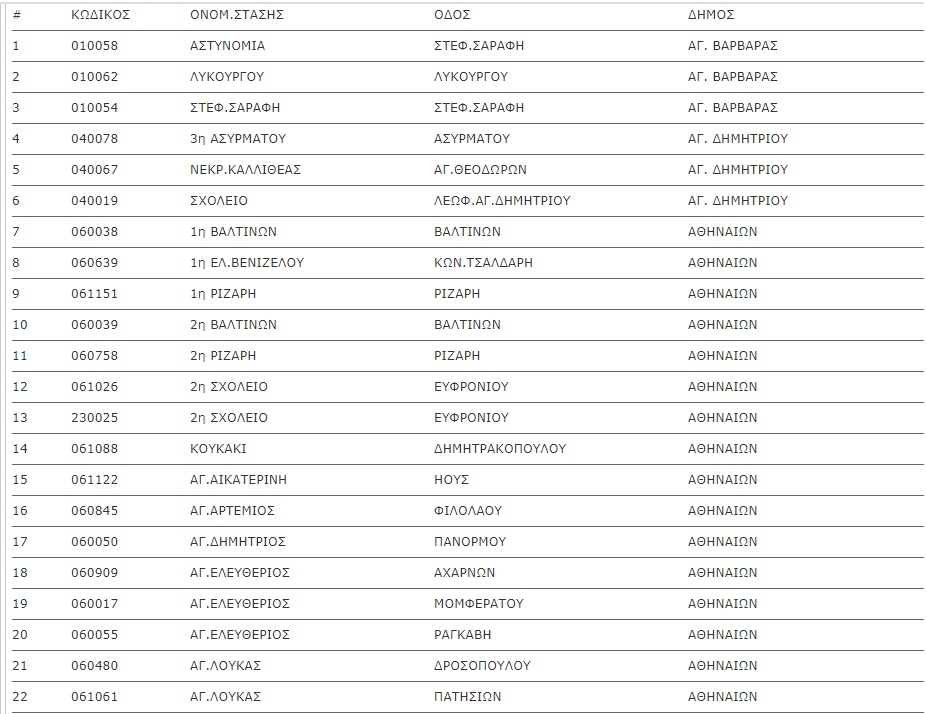 # ΚΩΔΙΚΟΣ ΟΝΟΜ.ΣΤΑΣΗΣ ΟΔΟΣ ΔΗΜΟΣ
1 010058 ΑΣΤΥΝΟΜΙΑ ΣΤΕΦ.ΣΑΡΑΦΗ ΑΓ. ΒΑΡΒΑΡΑΣ
2 010062 ΛΥΚΟΥΡΓΟΥ ΛΥΚΟΥΡΓΟΥ ΑΓ. ΒΑΡΒΑΡΑΣ
3 010054 ΣΤΕΦ.ΣΑΡΑΦΗ ΣΤΕΦ.ΣΑΡΑΦΗ ΑΓ. ΒΑΡΒΑΡΑΣ
4 040078 3η ΑΣΥΡΜΑΤΟΥ ΑΣΥΡΜΑΤΟΥ ΑΓ. ΔΗΜΗΤΡΙΟΥ
5 040067 ΝΕΚΡ.ΚΑΛΛΙΘΕΑΣ ΑΓ.ΘΕΟΔΩΡΩΝ ΑΓ. ΔΗΜΗΤΡΙΟΥ
6 040019 ΣΧΟΛΕΙΟ ΛΕΩΦ.ΑΓ.ΔΗΜΗΤΡΙΟΥ ΑΓ. ΔΗΜΗΤΡΙΟΥ
7 060038 1η ΒΑΛΤΙΝΩΝ ΒΑΛΤΙΝΩΝ ΑΘΗΝΑΙΩΝ
8 060639 1η ΕΛ.ΒΕΝΙΖΕΛΟΥ ΚΩΝ.ΤΣΑΛΔΑΡΗ ΑΘΗΝΑΙΩΝ
9 061151 1η ΡΙΖΑΡΗ ΡΙΖΑΡΗ ΑΘΗΝΑΙΩΝ
10 060039 2η ΒΑΛΤΙΝΩΝ ΒΑΛΤΙΝΩΝ ΑΘΗΝΑΙΩΝ
11 060758 2η ΡΙΖΑΡΗ ΡΙΖΑΡΗ ΑΘΗΝΑΙΩΝ
12 061026 2η ΣΧΟΛΕΙΟ ΕΥΦΡΟΝΙΟΥ ΑΘΗΝΑΙΩΝ
13 230025 2η ΣΧΟΛΕΙΟ ΕΥΦΡΟΝΙΟΥ ΑΘΗΝΑΙΩΝ
14 061088 ΚΟΥΚΑΚΙ ΔΗΜΗΤΡΑΚΟΠΟΥΛΟΥ ΑΘΗΝΑΙΩΝ
15 061122 ΑΓ.ΑΙΚΑΤΕΡΙΝΗ ΗΟΥΣ ΑΘΗΝΑΙΩΝ
16 060845 ΑΓ.ΑΡΤΕΜΙΟΣ ΦΙΛΟΛΑΟΥ ΑΘΗΝΑΙΩΝ
17 060050 ΑΓ.ΔΗΜΗΤΡΙΟΣ ΠΑΝΟΡΜΟΥ ΑΘΗΝΑΙΩΝ
18 060909 ΑΓ.ΕΛΕΥΘΕΡΙΟΣ ΑΧΑΡΝΩΝ ΑΘΗΝΑΙΩΝ
19 060017 ΑΓ.ΕΛΕΥΘΕΡΙΟΣ ΜΟΜΦΕΡΑΤΟΥ ΑΘΗΝΑΙΩΝ
20 060055 ΑΓ.ΕΛΕΥΘΕΡΙΟΣ ΡΑΓΚΑΒΗ ΑΘΗΝΑΙΩΝ
21 060480 ΑΓ.ΛΟΥΚΑΣ ΔΡΟΣΟΠΟΥΛΟΥ ΑΘΗΝΑΙΩΝ
22 061061 ΑΓ.ΛΟΥΚΑΣ ΠΑΤΗΣΙΩΝ ΑΘΗΝΑΙΩΝ